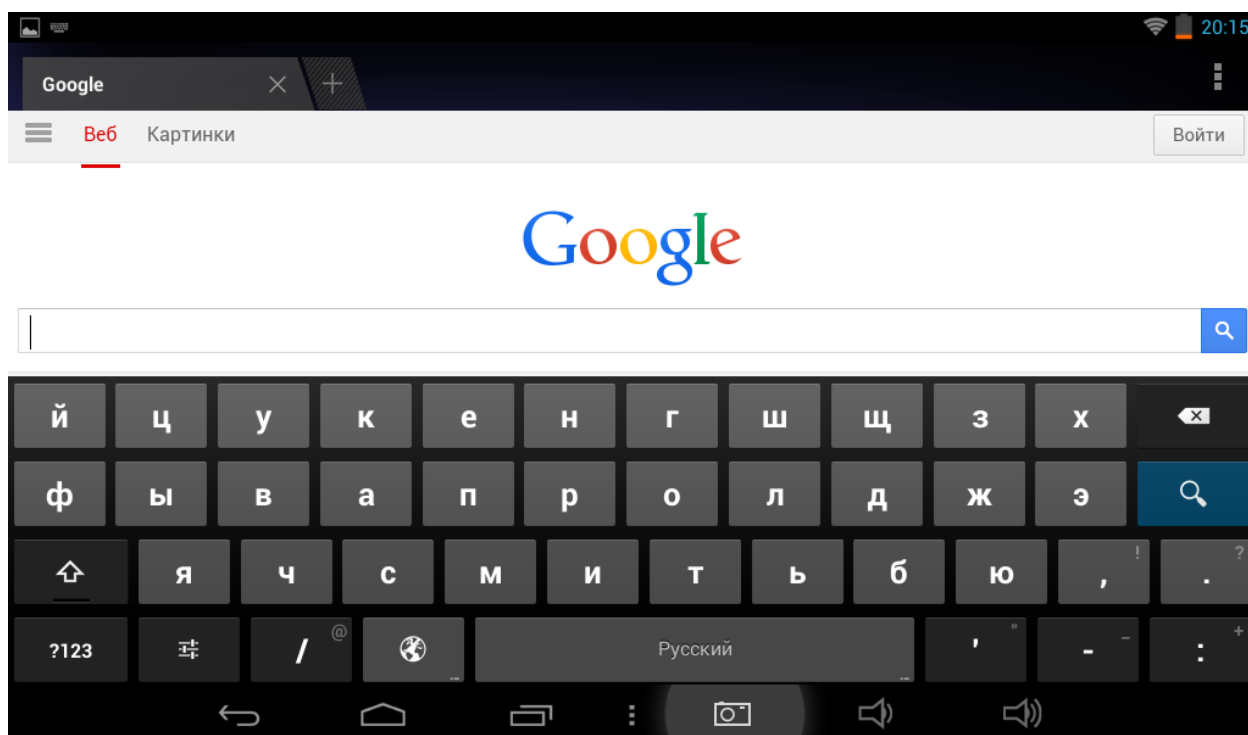 20:15
Google
Веб Картинки Войти
Google
й ц у к е н г ш щ з х
ф ы в а п р о л д ж э
! ?
я ч с м и т ь б ю , .
@ " _ +
?123 / Русский ' - :